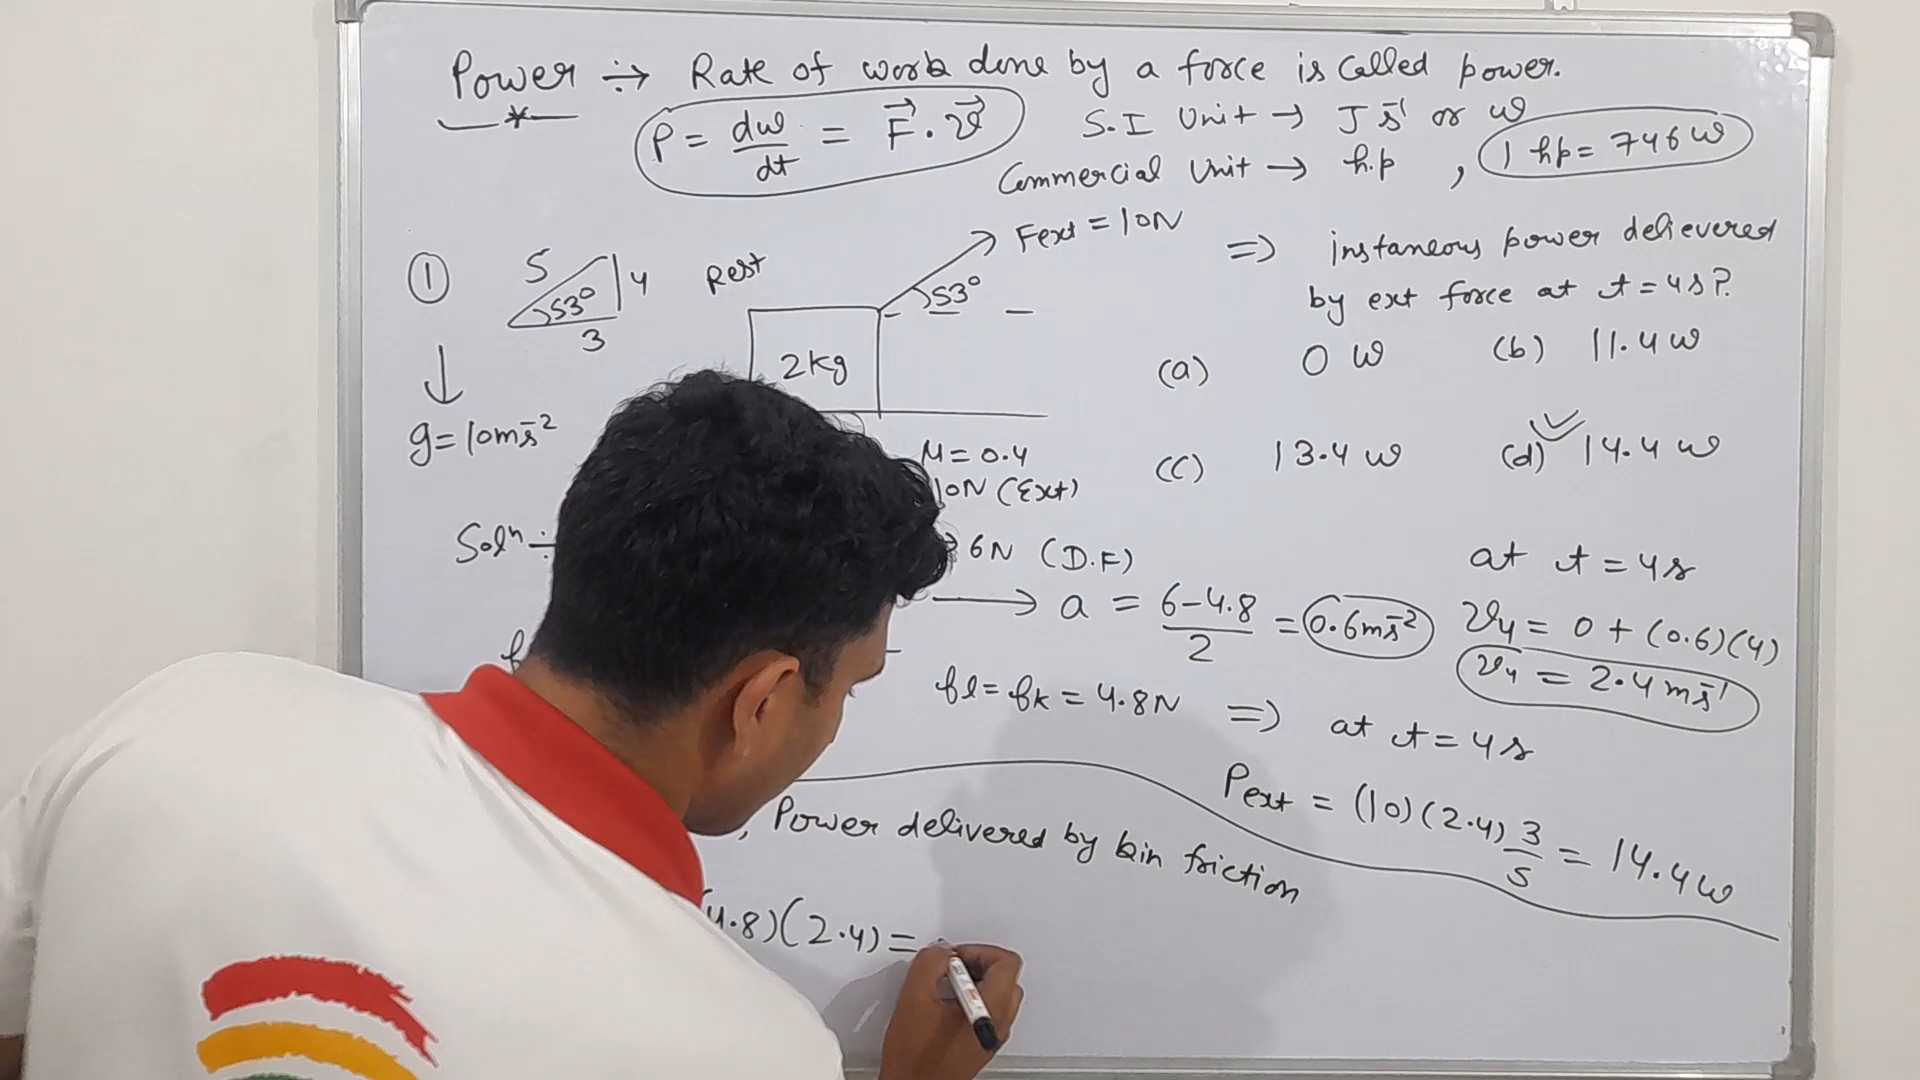 Power ÷→ Rate of work done by a force is called power.
P = dw/dt = F⃗ . v⃗
S.I Unit → J s⁻¹ or W
Commercial Unit → h.p , 1 hp = 746 W
①
5 4 53° 3
Rest
Fext = 10N
53°
2kg
g = 10ms⁻²
μ = 0.4
⇒ instaneous power delievered
by ext force at t = 4s?
(a) 0 W (b) 11.4 W
(c) 13.4 W (d) 14.4 W
Solⁿ ÷
10N (Ext)
6N (D.F)
→ a = 6-4.8/2 = 0.6ms⁻²
fl = fk = 4.8N
at t = 4s
v₄ = 0 + (0.6)(4)
v₄ = 2.4 ms⁻¹
⇒ at t = 4s
Pext = (10)(2.4) 3/5 = 14.4 W
, Power delivered by kin friction
4.8)(2.4) =